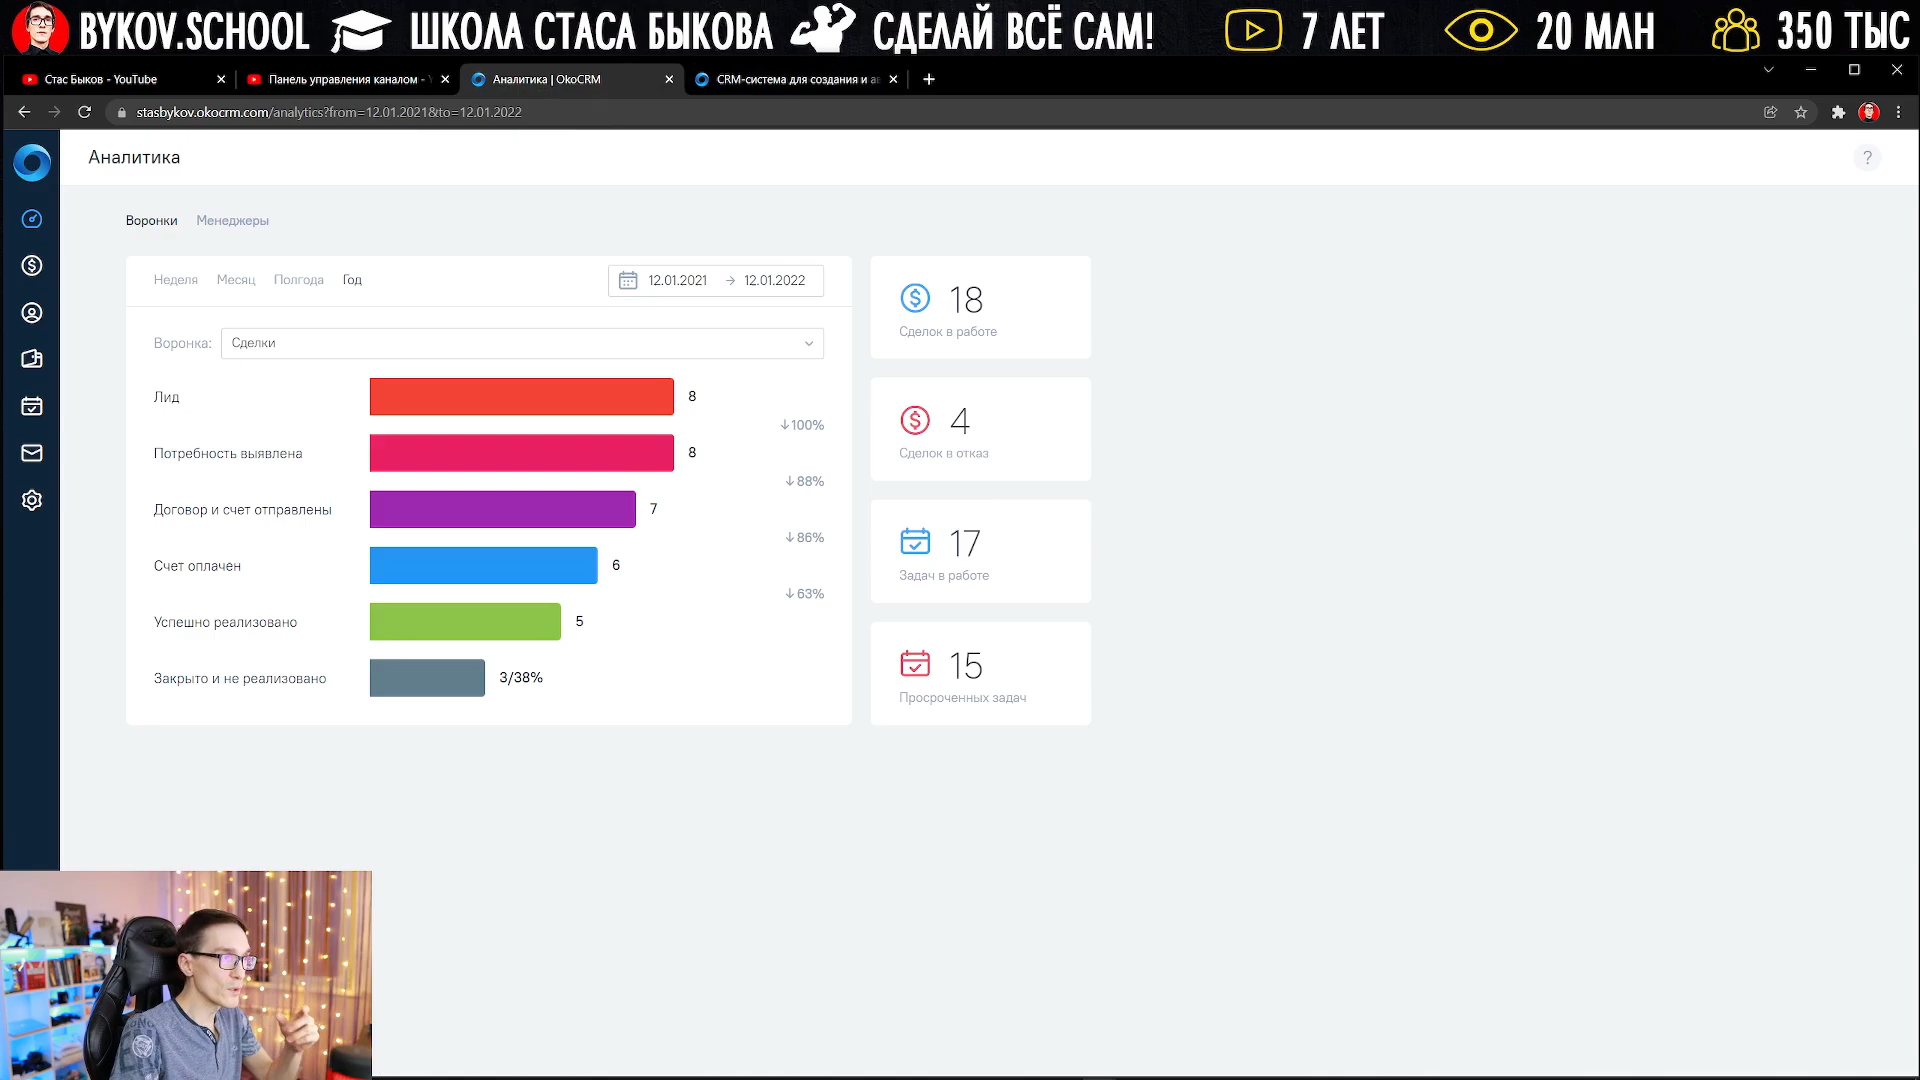 BYKOV.SCHOOL ШКОЛА СТАСА БЫКОВА СДЕЛАЙ ВСЁ САМ! 7 ЛЕТ 20 МЛН 350 ТЫС
Стас Быков - YouTube Панель управления каналом - Аналитика | OkoCRM CRM-система для создания и
stasbykov.okocrm.com/analytics?from=12.01.2021&to=12.01.2022
Аналитика ?
Воронки Менеджеры
Неделя Месяц Полгода Год 12.01.2021 → 12.01.2022
Воронка: Сделки
Лид 8
↓100%
Потребность выявлена 8
↓88%
Договор и счет отправлены 7
↓86%
Счет оплачен 6
↓63%
Успешно реализовано 5
Закрыто и не реализовано 3/38%
18
Сделок в работе
4
Сделок в отказ
17
Задач в работе
15
Просроченных задач